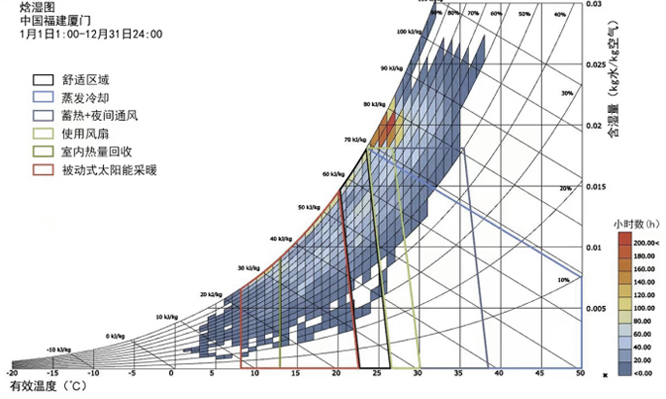 焓湿图
中国福建厦门
1月1日1:00-12月31日24:00
舒适区域
蒸发冷却
蓄热+夜间通风
使用风扇
室内热量回收
被动式太阳能采暖
-10 kJ/kg
0 kJ/kg
10 kJ/kg
20 kJ/kg
30 kJ/kg
40 kJ/kg
50 kJ/kg
60 kJ/kg
70 kJ/kg
80 kJ/kg
90 kJ/kg
100 kJ/kg
80%
70%
60%
50%
40%
30%
20%
10%
0.03
0.025
0.02
0.015
0.01
0.005
含湿量（kg水/kg空气）
小时数(h)
200.00<
180.00
160.00
140.00
120.00
100.00
80.00
60.00
40.00
20.00
<0.00
-20
-15
-10
-5
0
5
10
15
20
25
30
35
40
45
50
有效温度（℃）